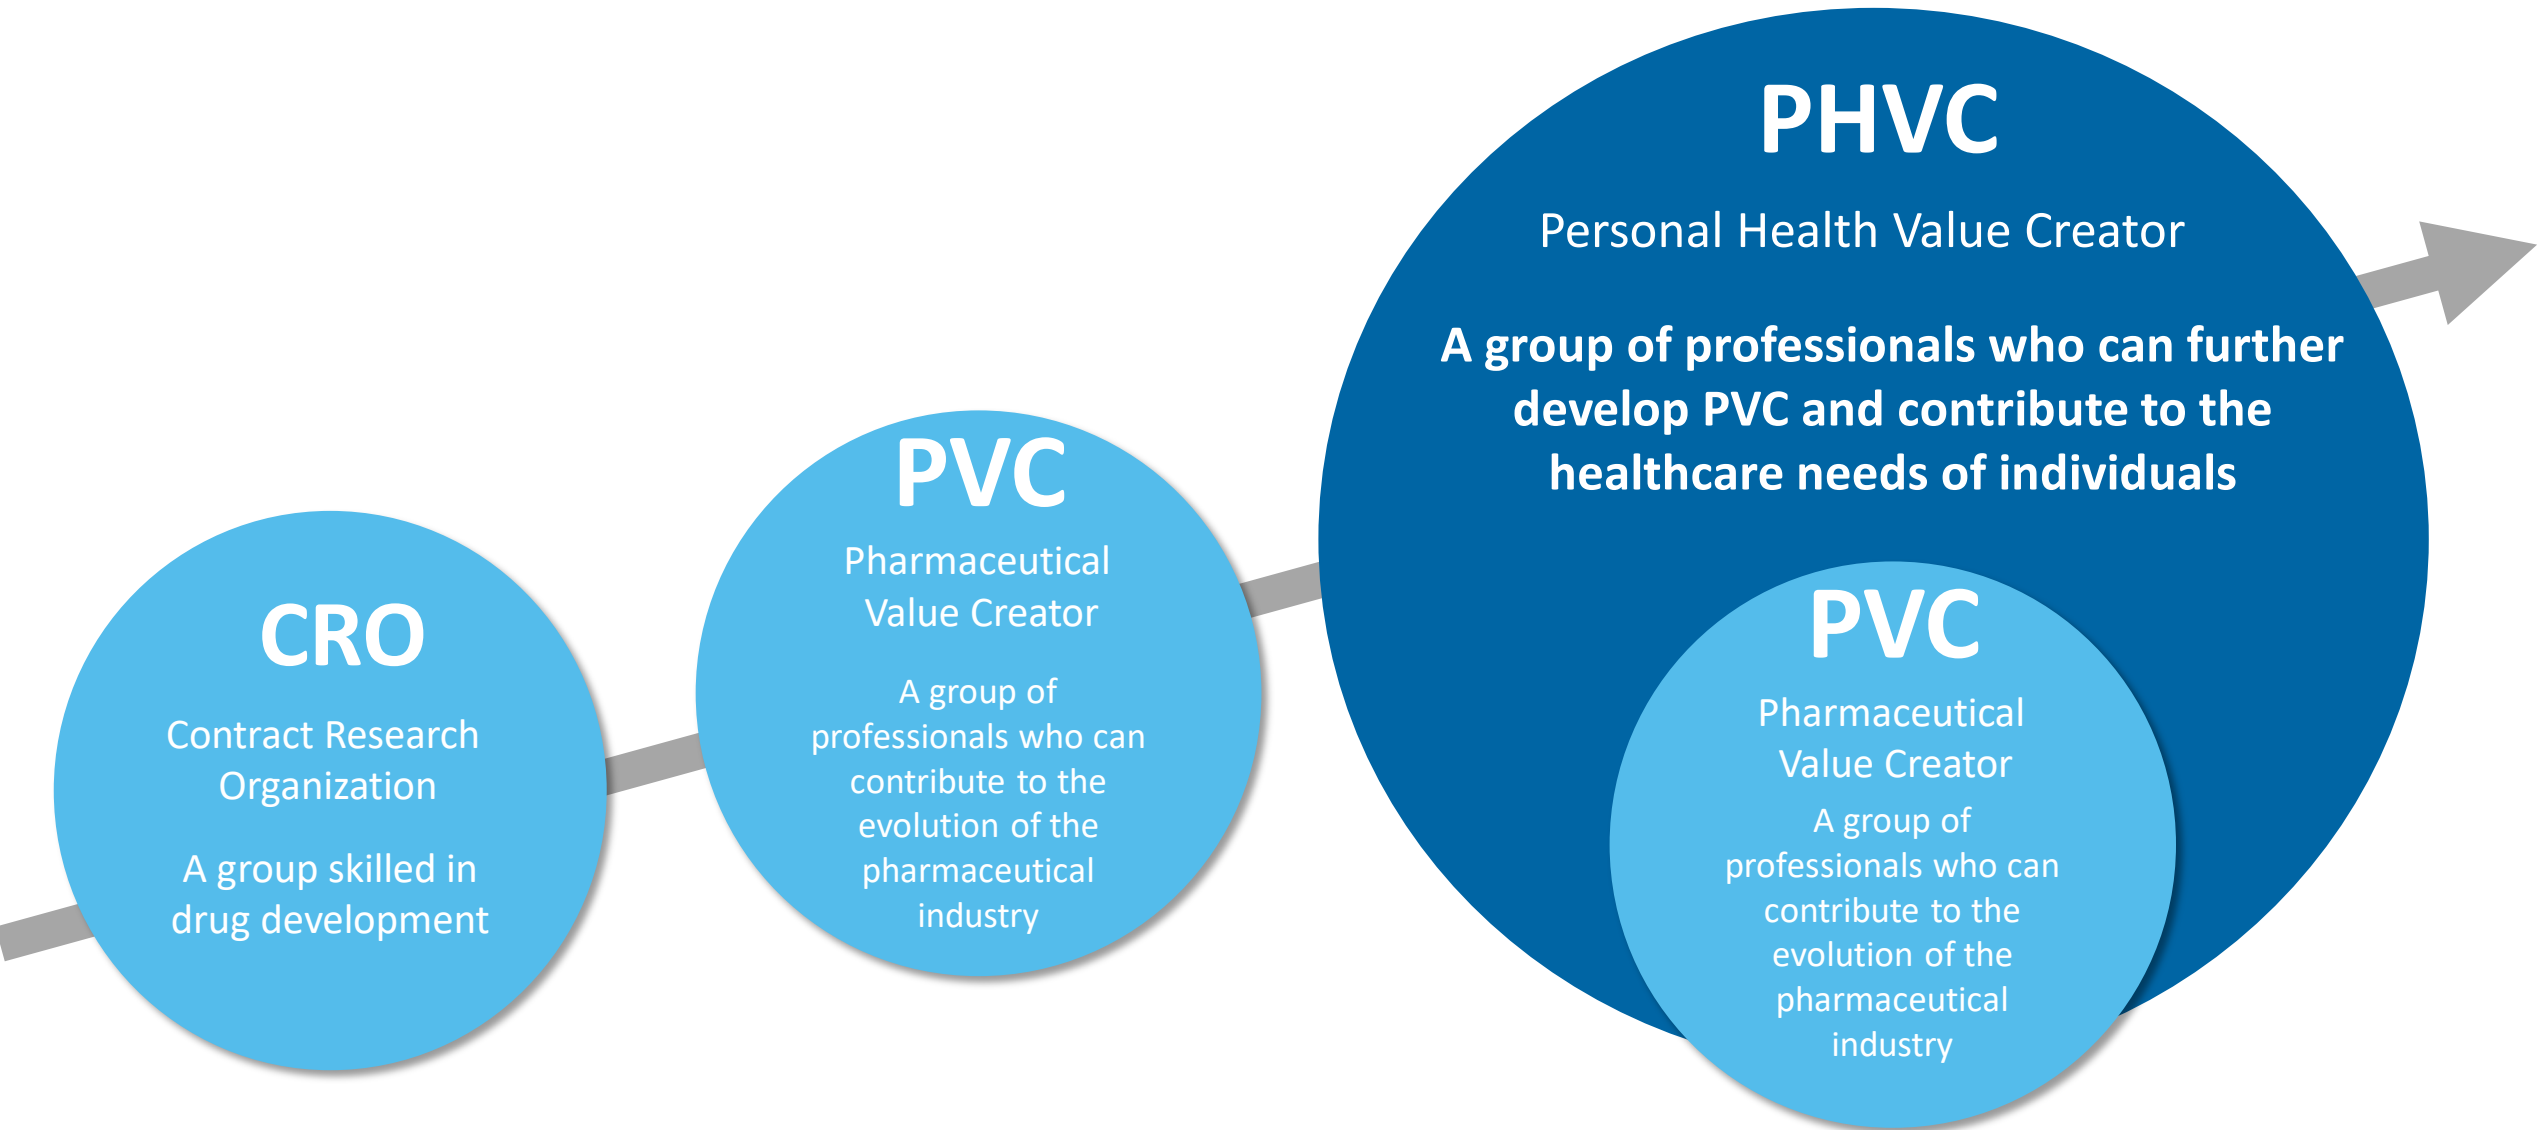 CRO
Contract Research
Organization
A group skilled in
drug development
PVC
Pharmaceutical
Value Creator
A group of
professionals who can
contribute to the
evolution of the
pharmaceutical
industry
PHVC
Personal Health Value Creator
A group of professionals who can further
develop PVC and contribute to the
healthcare needs of individuals
PVC
Pharmaceutical
Value Creator
A group of
professionals who can
contribute to the
evolution of the
pharmaceutical
industry